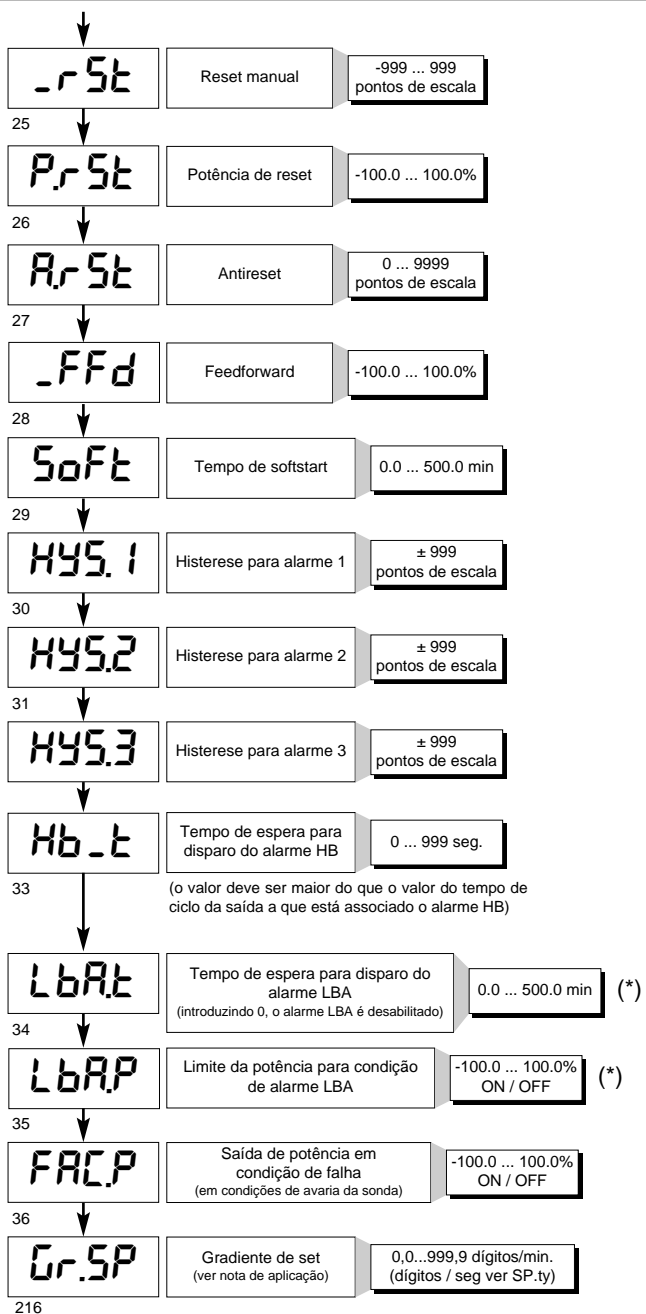 _rSt
Reset manual
-999 ... 999
pontos de escala
25
P.rSt
Potência de reset
-100.0 ... 100.0%
26
A.rSt
Antireset
0 ... 9999
pontos de escala
27
_FFd
Feedforward
-100.0 ... 100.0%
28
SoFt
Tempo de softstart
0.0 ... 500.0 min
29
HYS.1
Histerese para alarme 1
± 999
pontos de escala
30
HYS.2
Histerese para alarme 2
± 999
pontos de escala
31
HYS.3
Histerese para alarme 3
± 999
pontos de escala
Hb_t
Tempo de espera para
disparo do alarme HB
0 ... 999 seg.
33
(o valor deve ser maior do que o valor do tempo de
ciclo da saída a que está associado o alarme HB)
LbA.t
Tempo de espera para disparo do
alarme LBA
(introduzindo 0, o alarme LBA é desabilitado)
0.0 ... 500.0 min
(*)
34
LbA.P
Limite da potência para condição
de alarme LBA
-100.0 ... 100.0%
ON / OFF
(*)
35
FAC.P
Saída de potência em
condição de falha
(em condições de avaria da sonda)
-100.0 ... 100.0%
ON / OFF
36
Gr.SP
Gradiente de set
(ver nota de aplicação)
0,0...999,9 dígitos/min.
(dígitos / seg ver SP.ty)
216